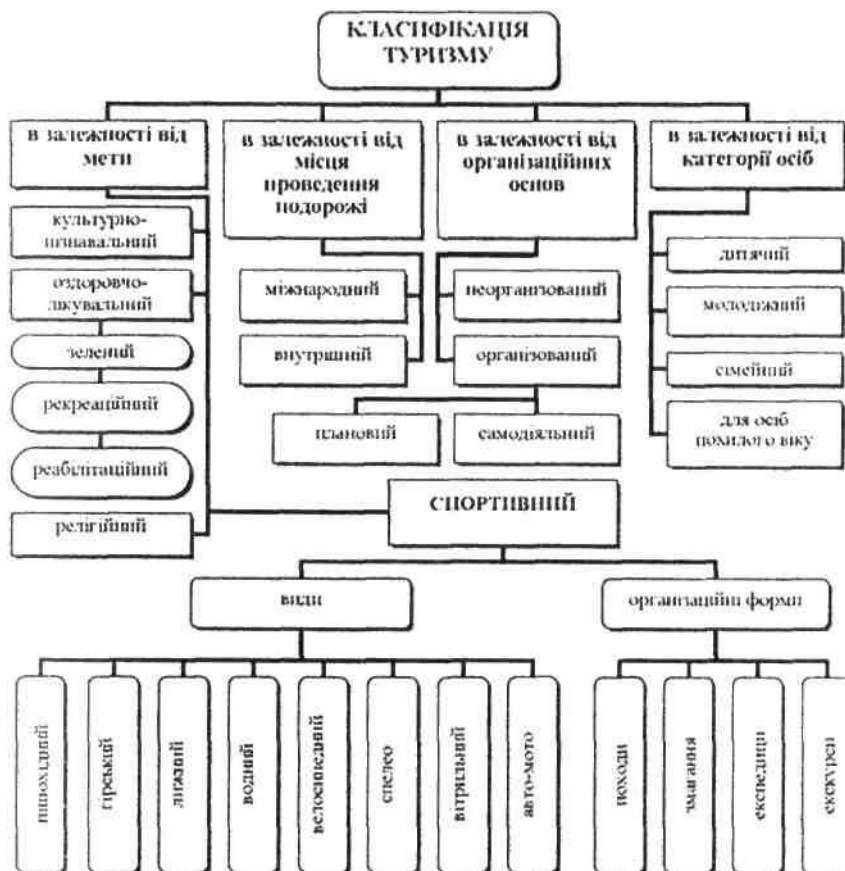 КЛАСИФІКАЦІЯ
ТУРИЗМУ
в залежності від
мети
в залежності від
місця
проведення
подорожі
в залежності від
організаційних
основ
в залежності від
категорії осіб
культурно-
пізнавальний
оздоровчо-
лікувальний
зелений
рекреаційний
реабілітаційний
релігійний
міжнародний
внутрішній
неорганізований
організований
плановий
самодіяльний
дитячий
молодіжний
сімейний
для осіб
похилого віку
СПОРТИВНИЙ
види
організаційні форми
пішохідний
гірський
лижний
водний
велосипедний
спелео
вітрильний
авто-мото
походи
змагання
експедиції
екскурсії